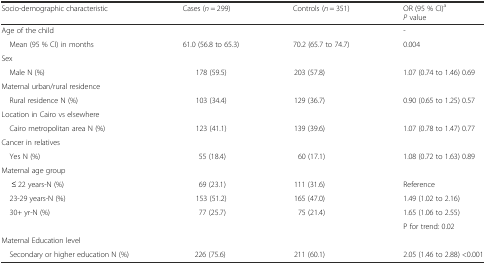 Socio-demographic characteristic Cases (n = 299) Controls (n = 351) OR (95 % CI)a
P value
Age of the child -
Mean (95 % CI) in months 61.0 (56.8 to 65.3) 70.2 (65.7 to 74.7) 0.004
Sex
Male N (%) 178 (59.5) 203 (57.8) 1.07 (0.74 to 1.46) 0.69
Maternal urban/rural residence
Rural residence N (%) 103 (34.4) 129 (36.7) 0.90 (0.65 to 1.25) 0.57
Location in Cairo vs elsewhere
Cairo metropolitan area N (%) 123 (41.1) 139 (39.6) 1.07 (0.78 to 1.47) 0.77
Cancer in relatives
Yes N (%) 55 (18.4) 60 (17.1) 1.08 (0.72 to 1.63) 0.89
Maternal age group
≤ 22 years-N (%) 69 (23.1) 111 (31.6) Reference
23-29 years-N (%) 153 (51.2) 165 (47.0) 1.49 (1.02 to 2.16)
30+ yr-N (%) 77 (25.7) 75 (21.4) 1.65 (1.06 to 2.55)
P for trend: 0.02
Maternal Education level
Secondary or higher education N (%) 226 (75.6) 211 (60.1) 2.05 (1.46 to 2.88) <0.001